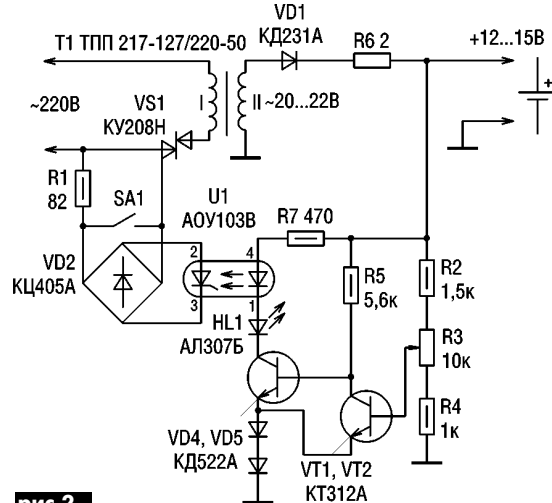 VD1
КД231А
Т1 ТПП 217-127/220-50
R6 2
+12...15В
~220В
VS1
КУ208Н
I
II ~20...22В
+
R1
82
SA1
U1
АОУ103В
R7 470
VD2
КЦ405А
2
4
3
1
R5
5,6к
R2
1,5к
HL1
АЛ307Б
R3
10к
R4
1к
VD4, VD5
КД522А
VT1, VT2
КТ312А